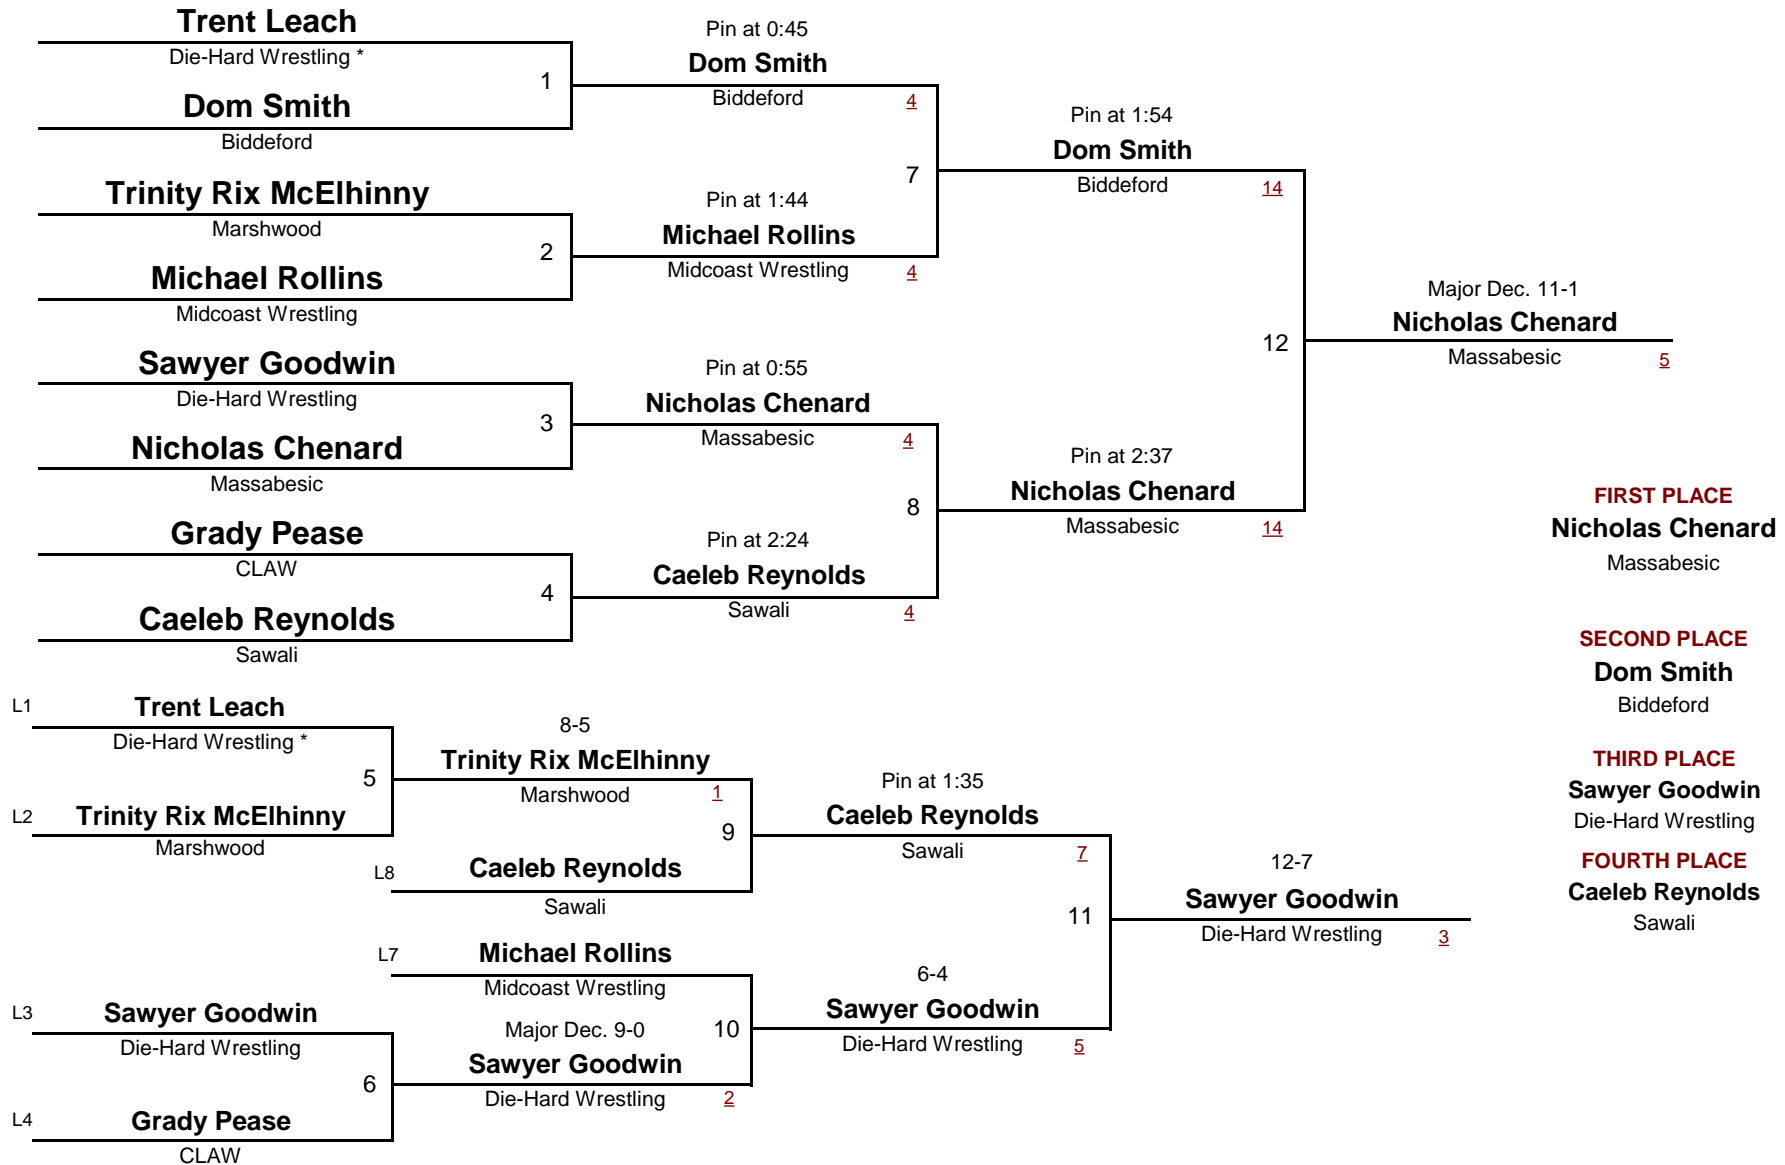 Trent Leach
Die-Hard Wrestling *
1
Dom Smith
Biddeford
Trinity Rix McElhinny
Marshwood
2
Michael Rollins
Midcoast Wrestling
Sawyer Goodwin
Die-Hard Wrestling
3
Nicholas Chenard
Massabesic
Grady Pease
CLAW
4
Caeleb Reynolds
Sawali
Pin at 0:45
Dom Smith
Biddeford 4
7
Pin at 1:44
Michael Rollins
Midcoast Wrestling 4
Pin at 0:55
Nicholas Chenard
Massabesic 4
8
Pin at 2:24
Caeleb Reynolds
Sawali 4
Pin at 1:54
Dom Smith
Biddeford 14
12
Pin at 2:37
Nicholas Chenard
Massabesic 14
Major Dec. 11-1
Nicholas Chenard
Massabesic 5
FIRST PLACE
Nicholas Chenard
Massabesic
SECOND PLACE
Dom Smith
Biddeford
THIRD PLACE
Sawyer Goodwin
Die-Hard Wrestling
FOURTH PLACE
Caeleb Reynolds
Sawali
L1 Trent Leach
Die-Hard Wrestling *
5
L2 Trinity Rix McElhinny
Marshwood
L3 Sawyer Goodwin
Die-Hard Wrestling
6
L4 Grady Pease
CLAW
8-5
Trinity Rix McElhinny
Marshwood 1
9
L8 Caeleb Reynolds
Sawali
L7 Michael Rollins
Midcoast Wrestling
Major Dec. 9-0 10
Sawyer Goodwin
Die-Hard Wrestling 2
Pin at 1:35
Caeleb Reynolds
Sawali 7
11
6-4
Sawyer Goodwin
Die-Hard Wrestling 5
12-7
Sawyer Goodwin
Die-Hard Wrestling 3